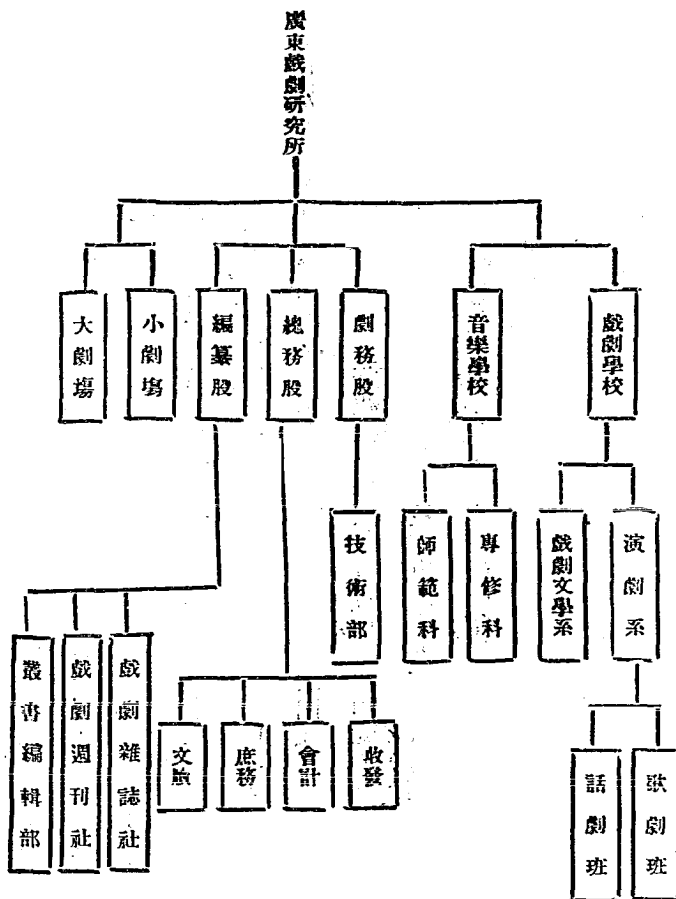 廣東戲劇研究所
戲劇學校
音樂學校
劇務股
總務股
編纂股
小劇塲
大劇塲
演劇系
戲劇文學系
專修科
師範科
技術部
收發
會計
庶務
文牘
戲劇雜誌社
戲劇週刊社
叢書編輯部
歌劇班
話劇班